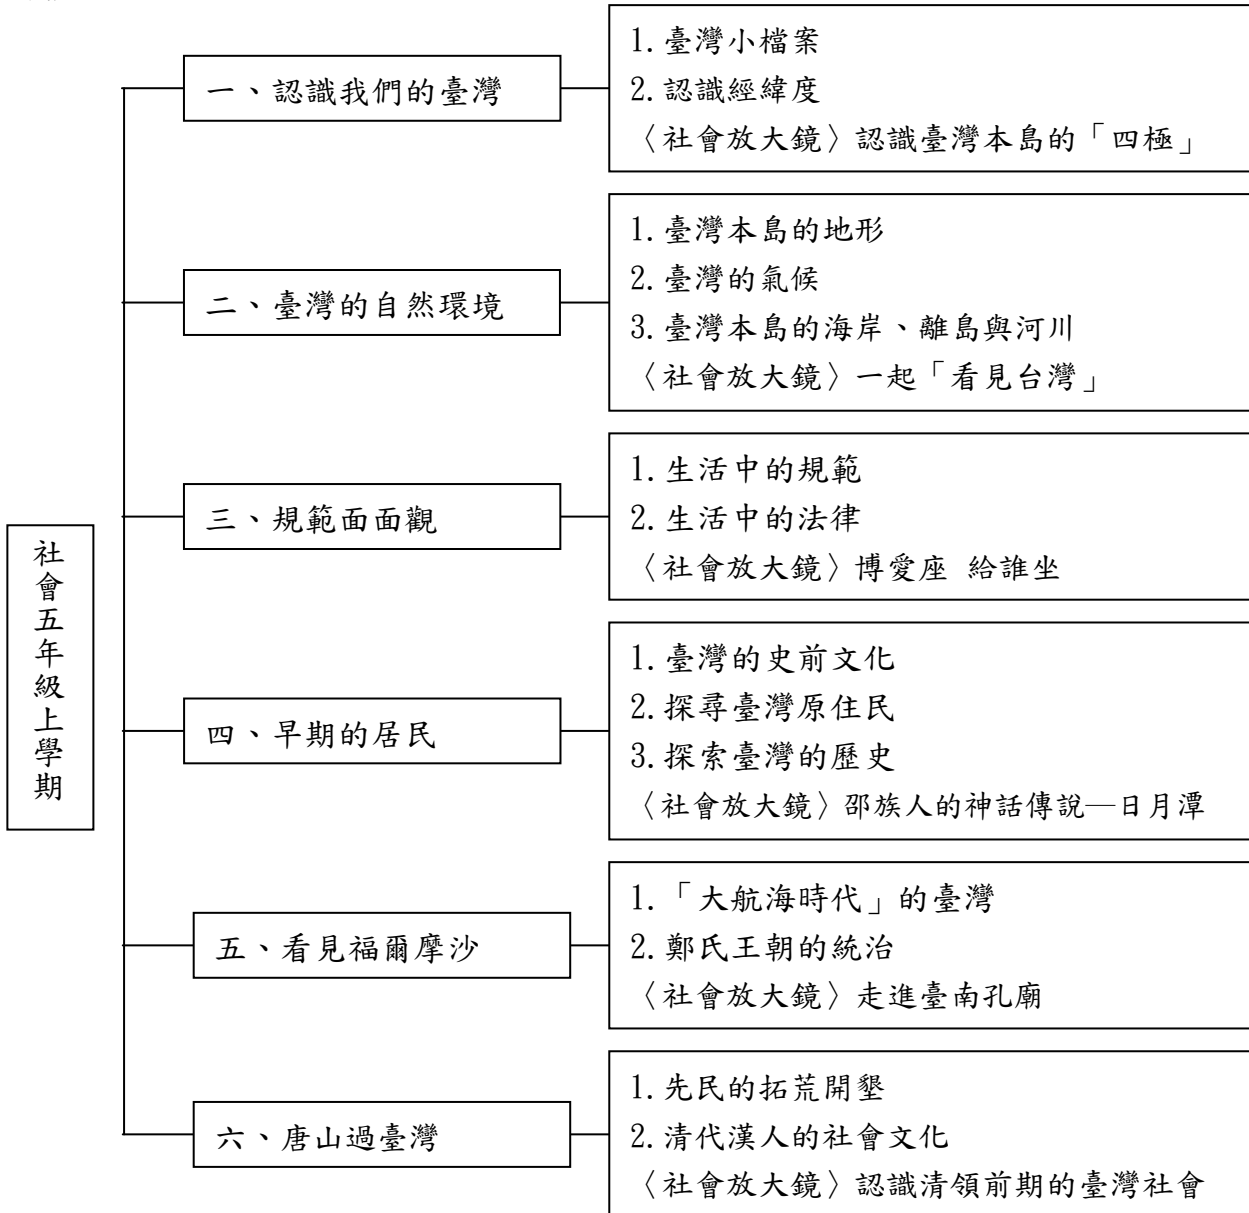 社會五年級上學期
一、認識我們的臺灣
1.臺灣小檔案
2.認識經緯度
〈社會放大鏡〉認識臺灣本島的「四極」
二、臺灣的自然環境
1.臺灣本島的地形
2.臺灣的氣候
3.臺灣本島的海岸、離島與河川
〈社會放大鏡〉一起「看見台灣」
三、規範面面觀
1.生活中的規範
2.生活中的法律
〈社會放大鏡〉博愛座 給誰坐
四、早期的居民
1.臺灣的史前文化
2.探尋臺灣原住民
3.探索臺灣的歷史
〈社會放大鏡〉邵族人的神話傳說─日月潭
五、看見福爾摩沙
1.「大航海時代」的臺灣
2.鄭氏王朝的統治
〈社會放大鏡〉走進臺南孔廟
六、唐山過臺灣
1.先民的拓荒開墾
2.清代漢人的社會文化
〈社會放大鏡〉認識清領前期的臺灣社會